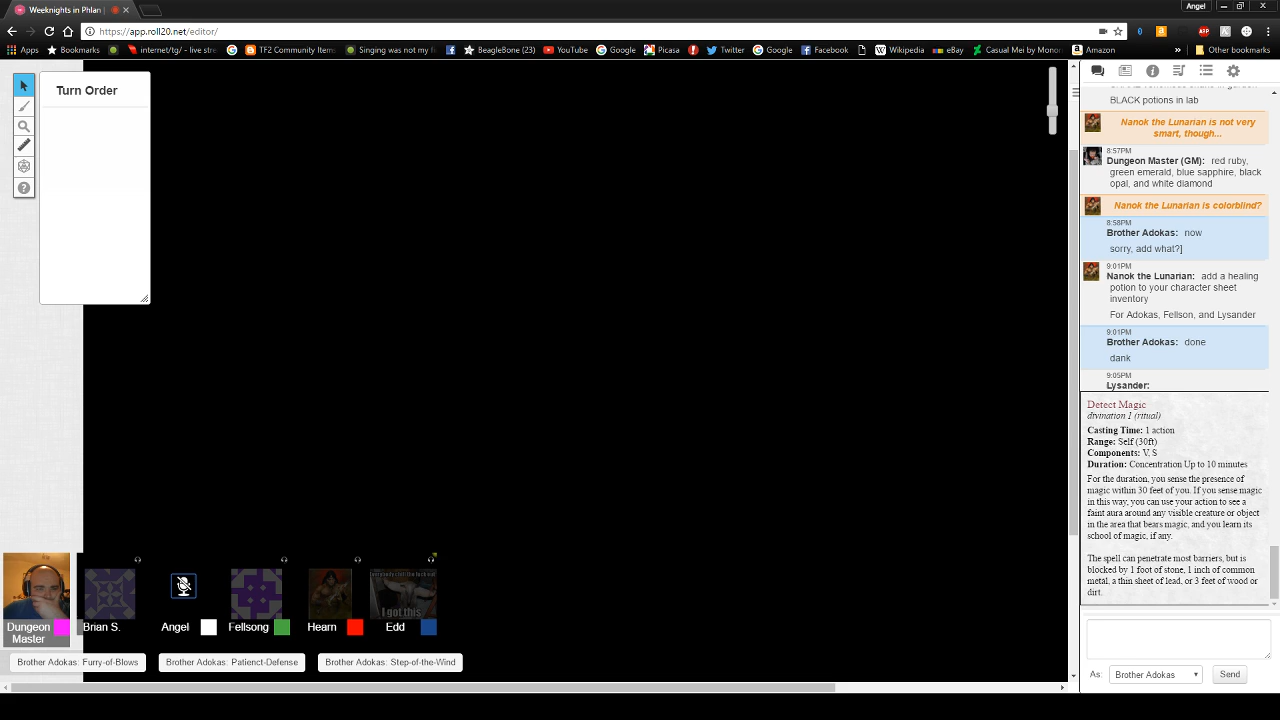 Weeknights in Phlan |
Angel
https://app.roll20.net/editor/
Apps
Bookmarks
internet/tg/ - live stre
TF2 Community Item
Singing was not my f
BeagleBone (23)
YouTube
Google
Picasa
Twitter
Google
Facebook
Wikipedia
eBay
Casual Mei by Monor
Amazon
»
Other bookmarks
Turn Order
BLACK potions in lab
Nanok the Lunarian is not very
smart, though...
8:57PM
Dungeon Master (GM): red ruby,
green emerald, blue sapphire, black
opal, and white diamond
Nanok the Lunarian is colorblind?
8:58PM
Brother Adokas: now
sorry, add what?]
9:01PM
Nanok the Lunarian: add a healing
potion to your character sheet
inventory
For Adokas, Fellson, and Lysander
9:01PM
Brother Adokas: done
dank
9:05PM
Lysander:
Detect Magic
divination 1 (ritual)
Casting Time: 1 action
Range: Self (30ft)
Components: V, S
Duration: Concentration Up to 10 minutes
For the duration, you sense the presence of
magic within 30 feet of you. If you sense magic
in this way, you can use your action to see a
faint aura around any visible creature or object
in the area that bears magic, and you learn its
school of magic, if any.
The spell can penetrate most barriers, but is
blocked by 1 foot of stone, 1 inch of common
metal, a thin sheet of lead, or 3 feet of wood or
dirt.
I got this
Dungeon
Master
Brian S.
Angel
Fellsong
Hearn
Edd
Brother Adokas: Furry-of-Blows
Brother Adokas: Patienct-Defense
Brother Adokas: Step-of-the-Wind
As:
Brother Adokas
Send